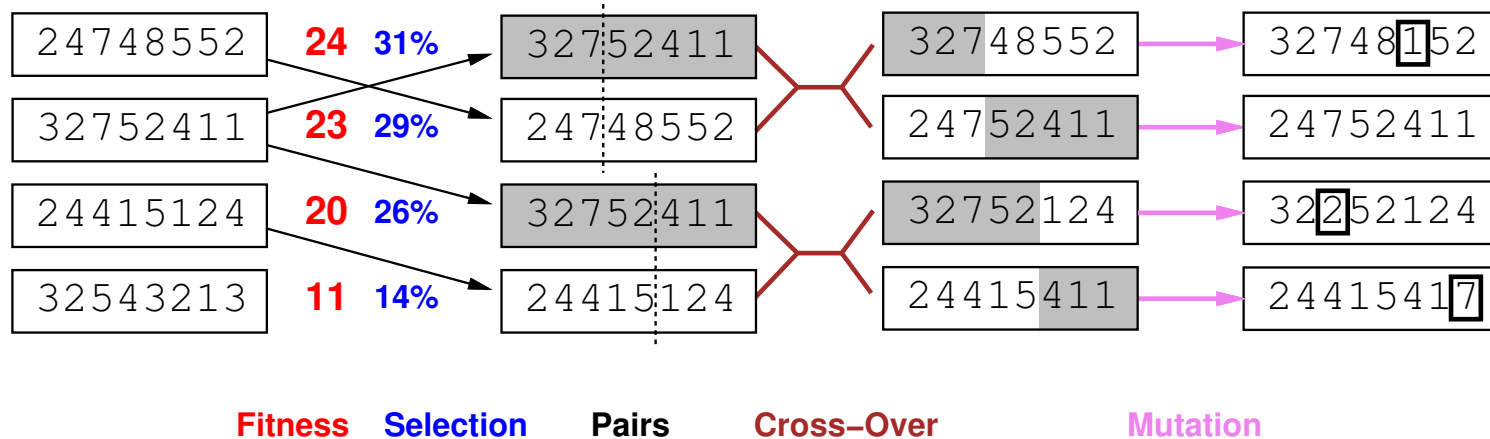 24748552 24 31% 32752411 32748552 32748152
32752411 23 29% 24748552 24752411 24752411
24415124 20 26% 32752411 32752124 32252124
32543213 11 14% 24415124 24415411 24415417
Fitness Selection Pairs Cross–Over Mutation